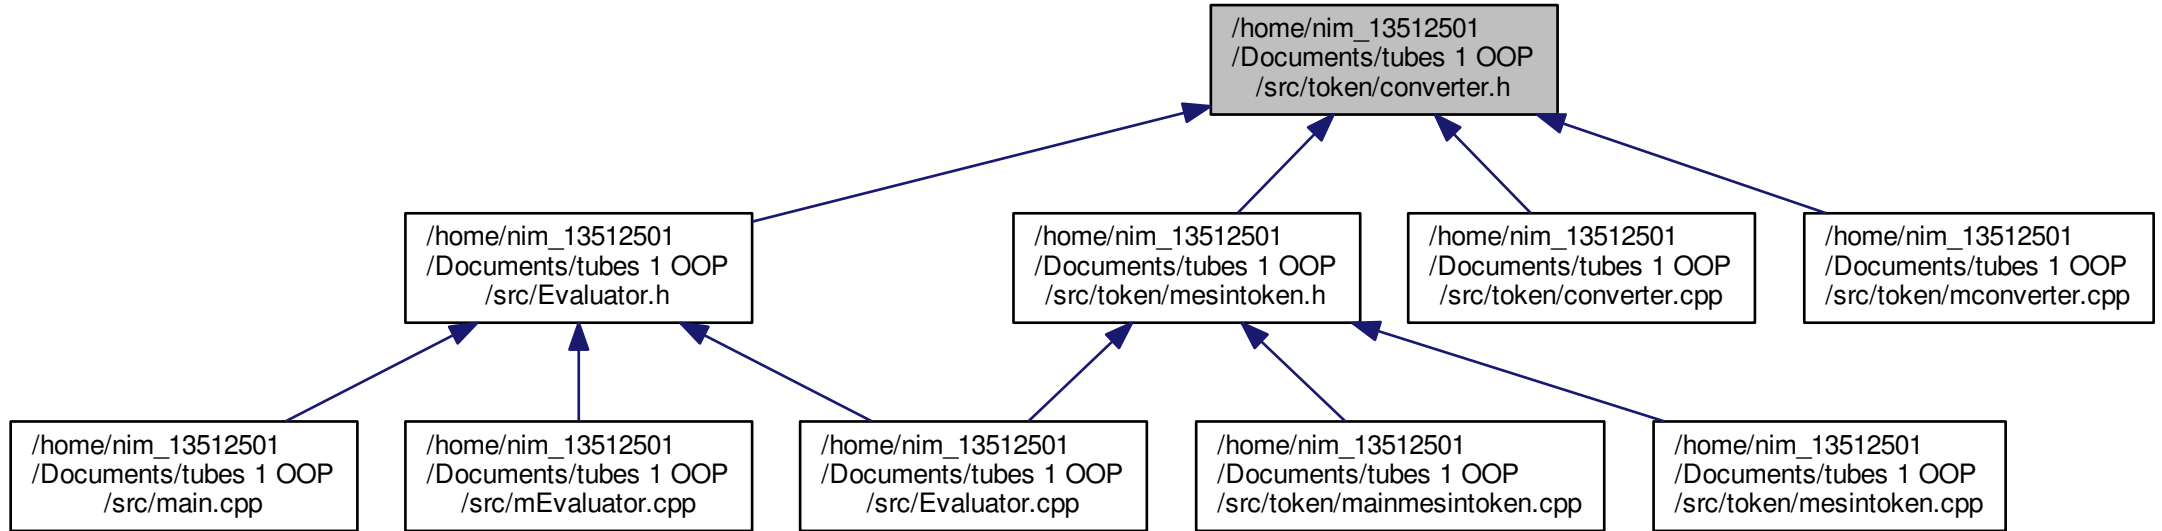 /home/nim_13512501
/Documents/tubes 1 OOP
/src/token/converter.h
/home/nim_13512501
/Documents/tubes 1 OOP
/src/Evaluator.h
/home/nim_13512501
/Documents/tubes 1 OOP
/src/token/mesintoken.h
/home/nim_13512501
/Documents/tubes 1 OOP
/src/token/converter.cpp
/home/nim_13512501
/Documents/tubes 1 OOP
/src/token/mconverter.cpp
/home/nim_13512501
/Documents/tubes 1 OOP
/src/main.cpp
/home/nim_13512501
/Documents/tubes 1 OOP
/src/mEvaluator.cpp
/home/nim_13512501
/Documents/tubes 1 OOP
/src/Evaluator.cpp
/home/nim_13512501
/Documents/tubes 1 OOP
/src/token/mainmesintoken.cpp
/home/nim_13512501
/Documents/tubes 1 OOP
/src/token/mesintoken.cpp